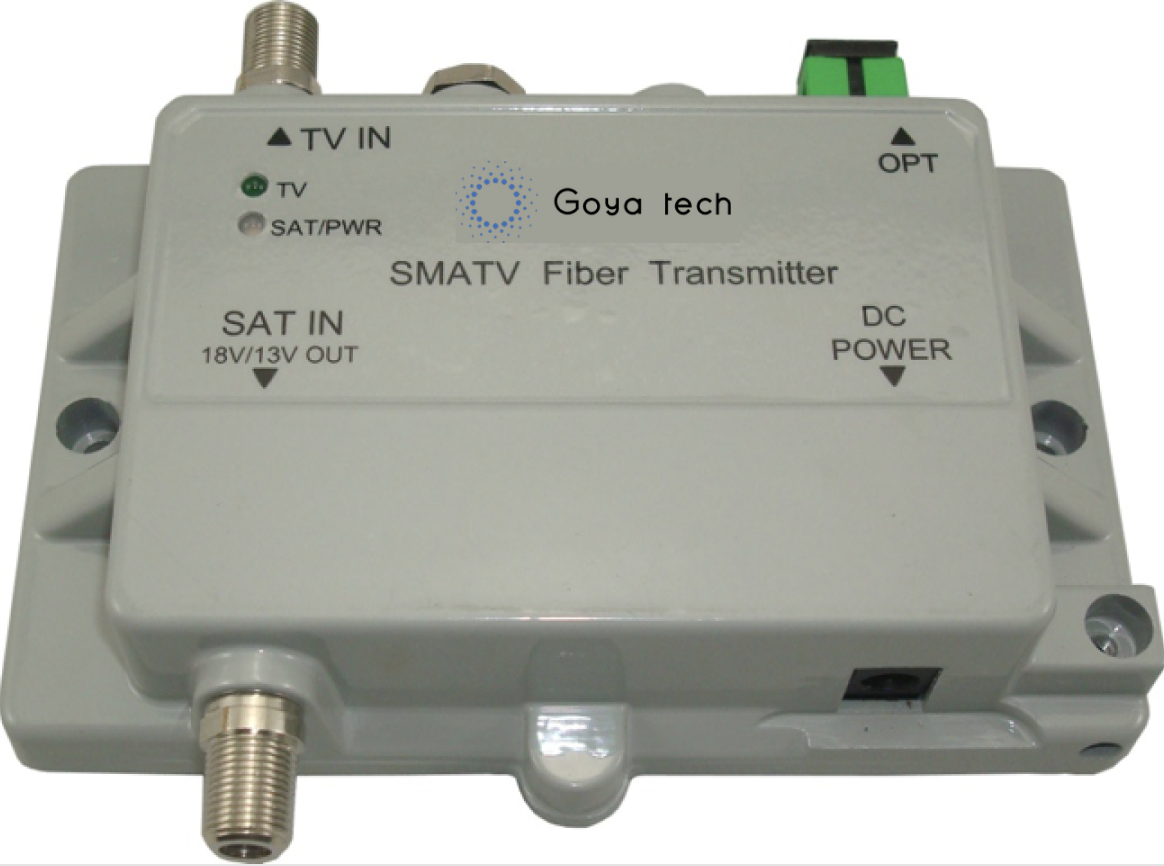 ▲ TV IN
▲
OPT
TV
SAT/PWR
Goya tech
SMATV Fiber Transmitter
SAT IN
18V/13V OUT
▼
DC
POWER
▼